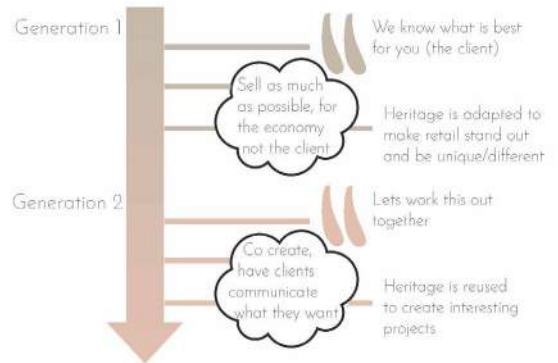 Generation 1
We know what is best
for you (the client)
Sell as much
as possible, for
the economy
not the client
Heritage is adapted to
make retail stand out
and be unique/different
Generation 2
Lets work this out
together
Co create,
have clients
communicate
what they want
Heritage is reused
to create interesting
projects